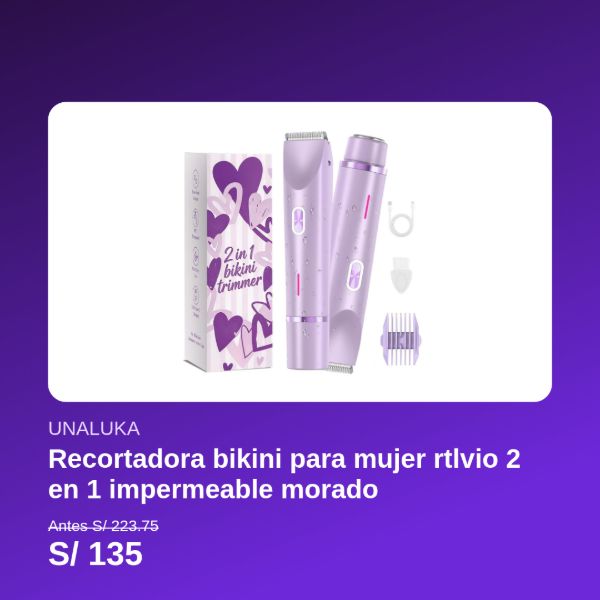 2 in 1
bikini
trimmer
UNALUKA
Recortadora bikini para mujer rtlvio 2
en 1 impermeable morado
Antes S/ 223.75
S/ 135